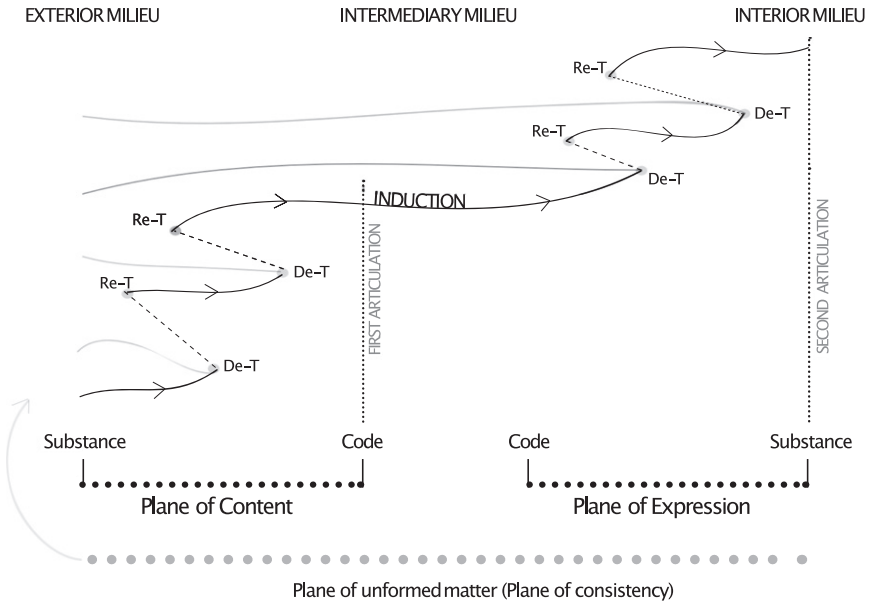 EXTERIOR MILIEU
INTERMEDIARY MILIEU
INTERIOR MILIEU
Re-T
De-T
Re-T
De-T
INDUCTION
Re-T
De-T
Re-T
De-T
FIRST ARTICULATION
SECOND ARTICULATION
Substance
Code
Code
Substance
Plane of Content
Plane of Expression
Plane of unformed matter (Plane of consistency)